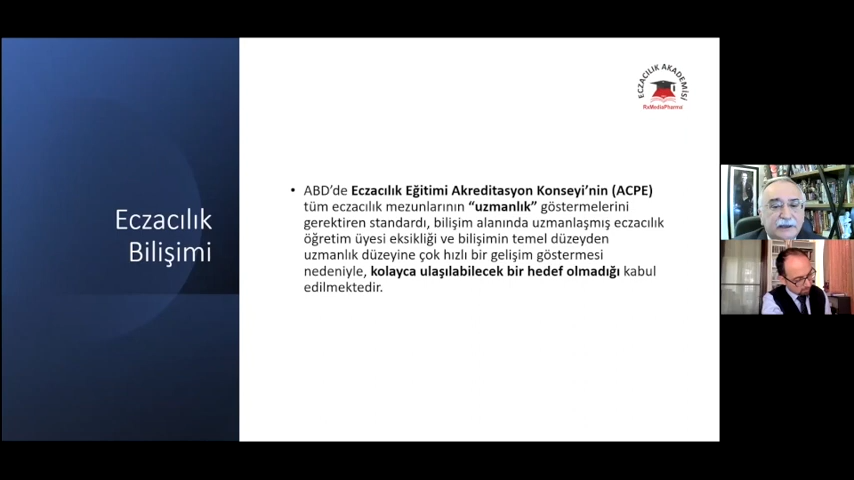 Eczacılık
Bilişimi
ECZACILIK AKADEMİSİ
RxMediaPharma
• ABD'de Eczacılık Eğitimi Akreditasyon Konseyi'nin (ACPE)
tüm eczacılık mezunlarının “uzmanlık” göstermelerini
gerektiren standardı, bilişim alanında uzmanlaşmış eczacılık
öğretim üyesi eksikliği ve bilişimin temel düzeyden
uzmanlık düzeyine çok hızlı bir gelişim göstermesi
nedeniyle, kolayca ulaşılabilecek bir hedef olmadığı kabul
edilmektedir.